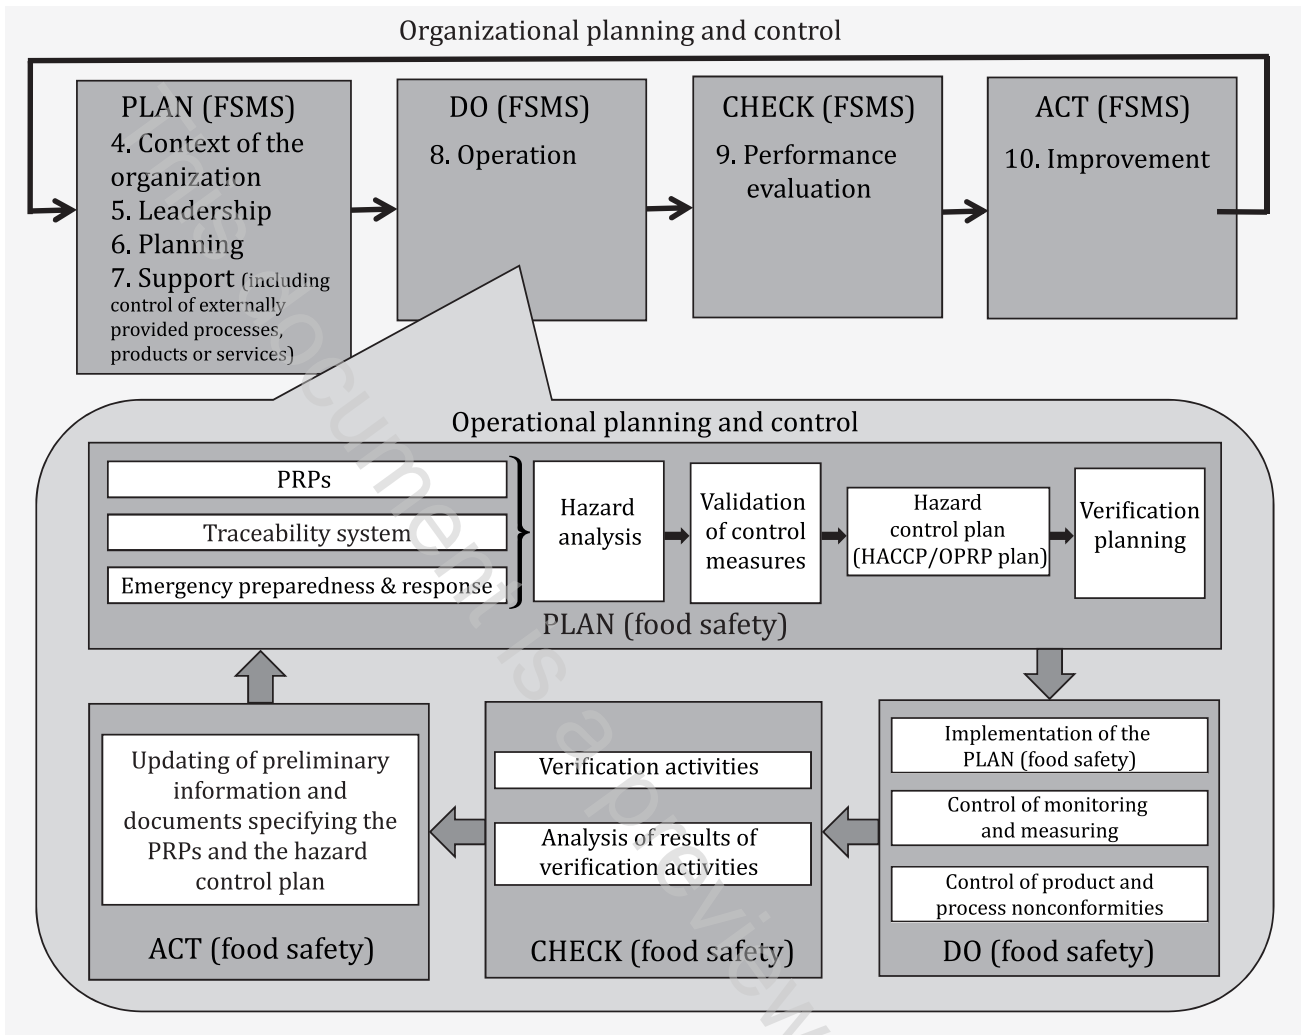 Organizational planning and control
PLAN (FSMS)
4. Context of the
organization
5. Leadership
6. Planning
7. Support (including
control of externally
provided processes,
products or services)
DO (FSMS)
8. Operation
CHECK (FSMS)
9. Performance
evaluation
ACT (FSMS)
10. Improvement
Operational planning and control
PRPs
Traceability system
Emergency preparedness & response
Hazard
analysis
Validation
of control
measures
Hazard
control plan
(HACCP/OPRP plan)
Verification
planning
PLAN (food safety)
Implementation of the
PLAN (food safety)
Control of monitoring
and measuring
Control of product and
process nonconformities
DO (food safety)
Verification activities
Analysis of results of
verification activities
CHECK (food safety)
Updating of preliminary
information and
documents specifying the
PRPs and the hazard
control plan
ACT (food safety)
This document is a preview